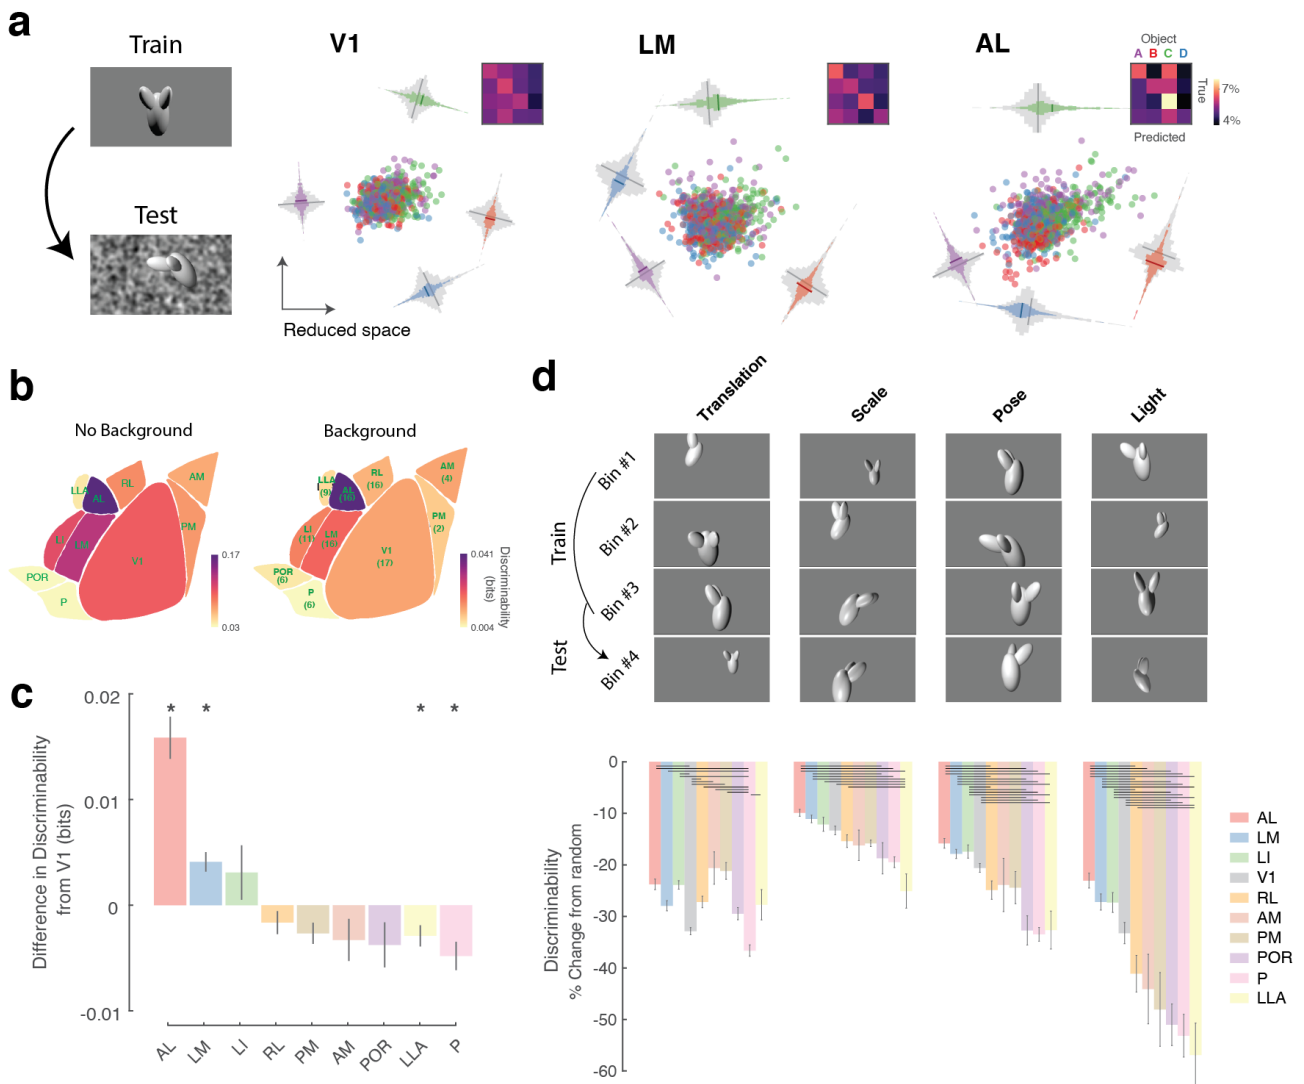 a
Train
Test
V1
LM
AL
Object
A B C D
True
7%
4%
Predicted
Reduced space
b
No Background
Background
LLA
AL
RL
AM
LI
LM
V1
PM
POR
P
0.17
0.03
LLA
(9)
AL
(16)
RL
(16)
AM
(4)
LI
(11)
LM
(16)
V1
(17)
PM
(2)
POR
(6)
P
(6)
0.041
0.004
Discriminability
(bits)
c
Difference in Discriminability
from V1 (bits)
0.02
0.01
0
-0.01
* * * *
AL
LM
LI
RL
PM
AM
POR
LLA
P
d
Translation
Scale
Pose
Light
Train
Test
Bin #1
Bin #2
Bin #3
Bin #4
Discriminability
% Change from random
0
-10
-20
-30
-40
-50
-60
AL
LM
LI
V1
RL
AM
PM
POR
P
LLA